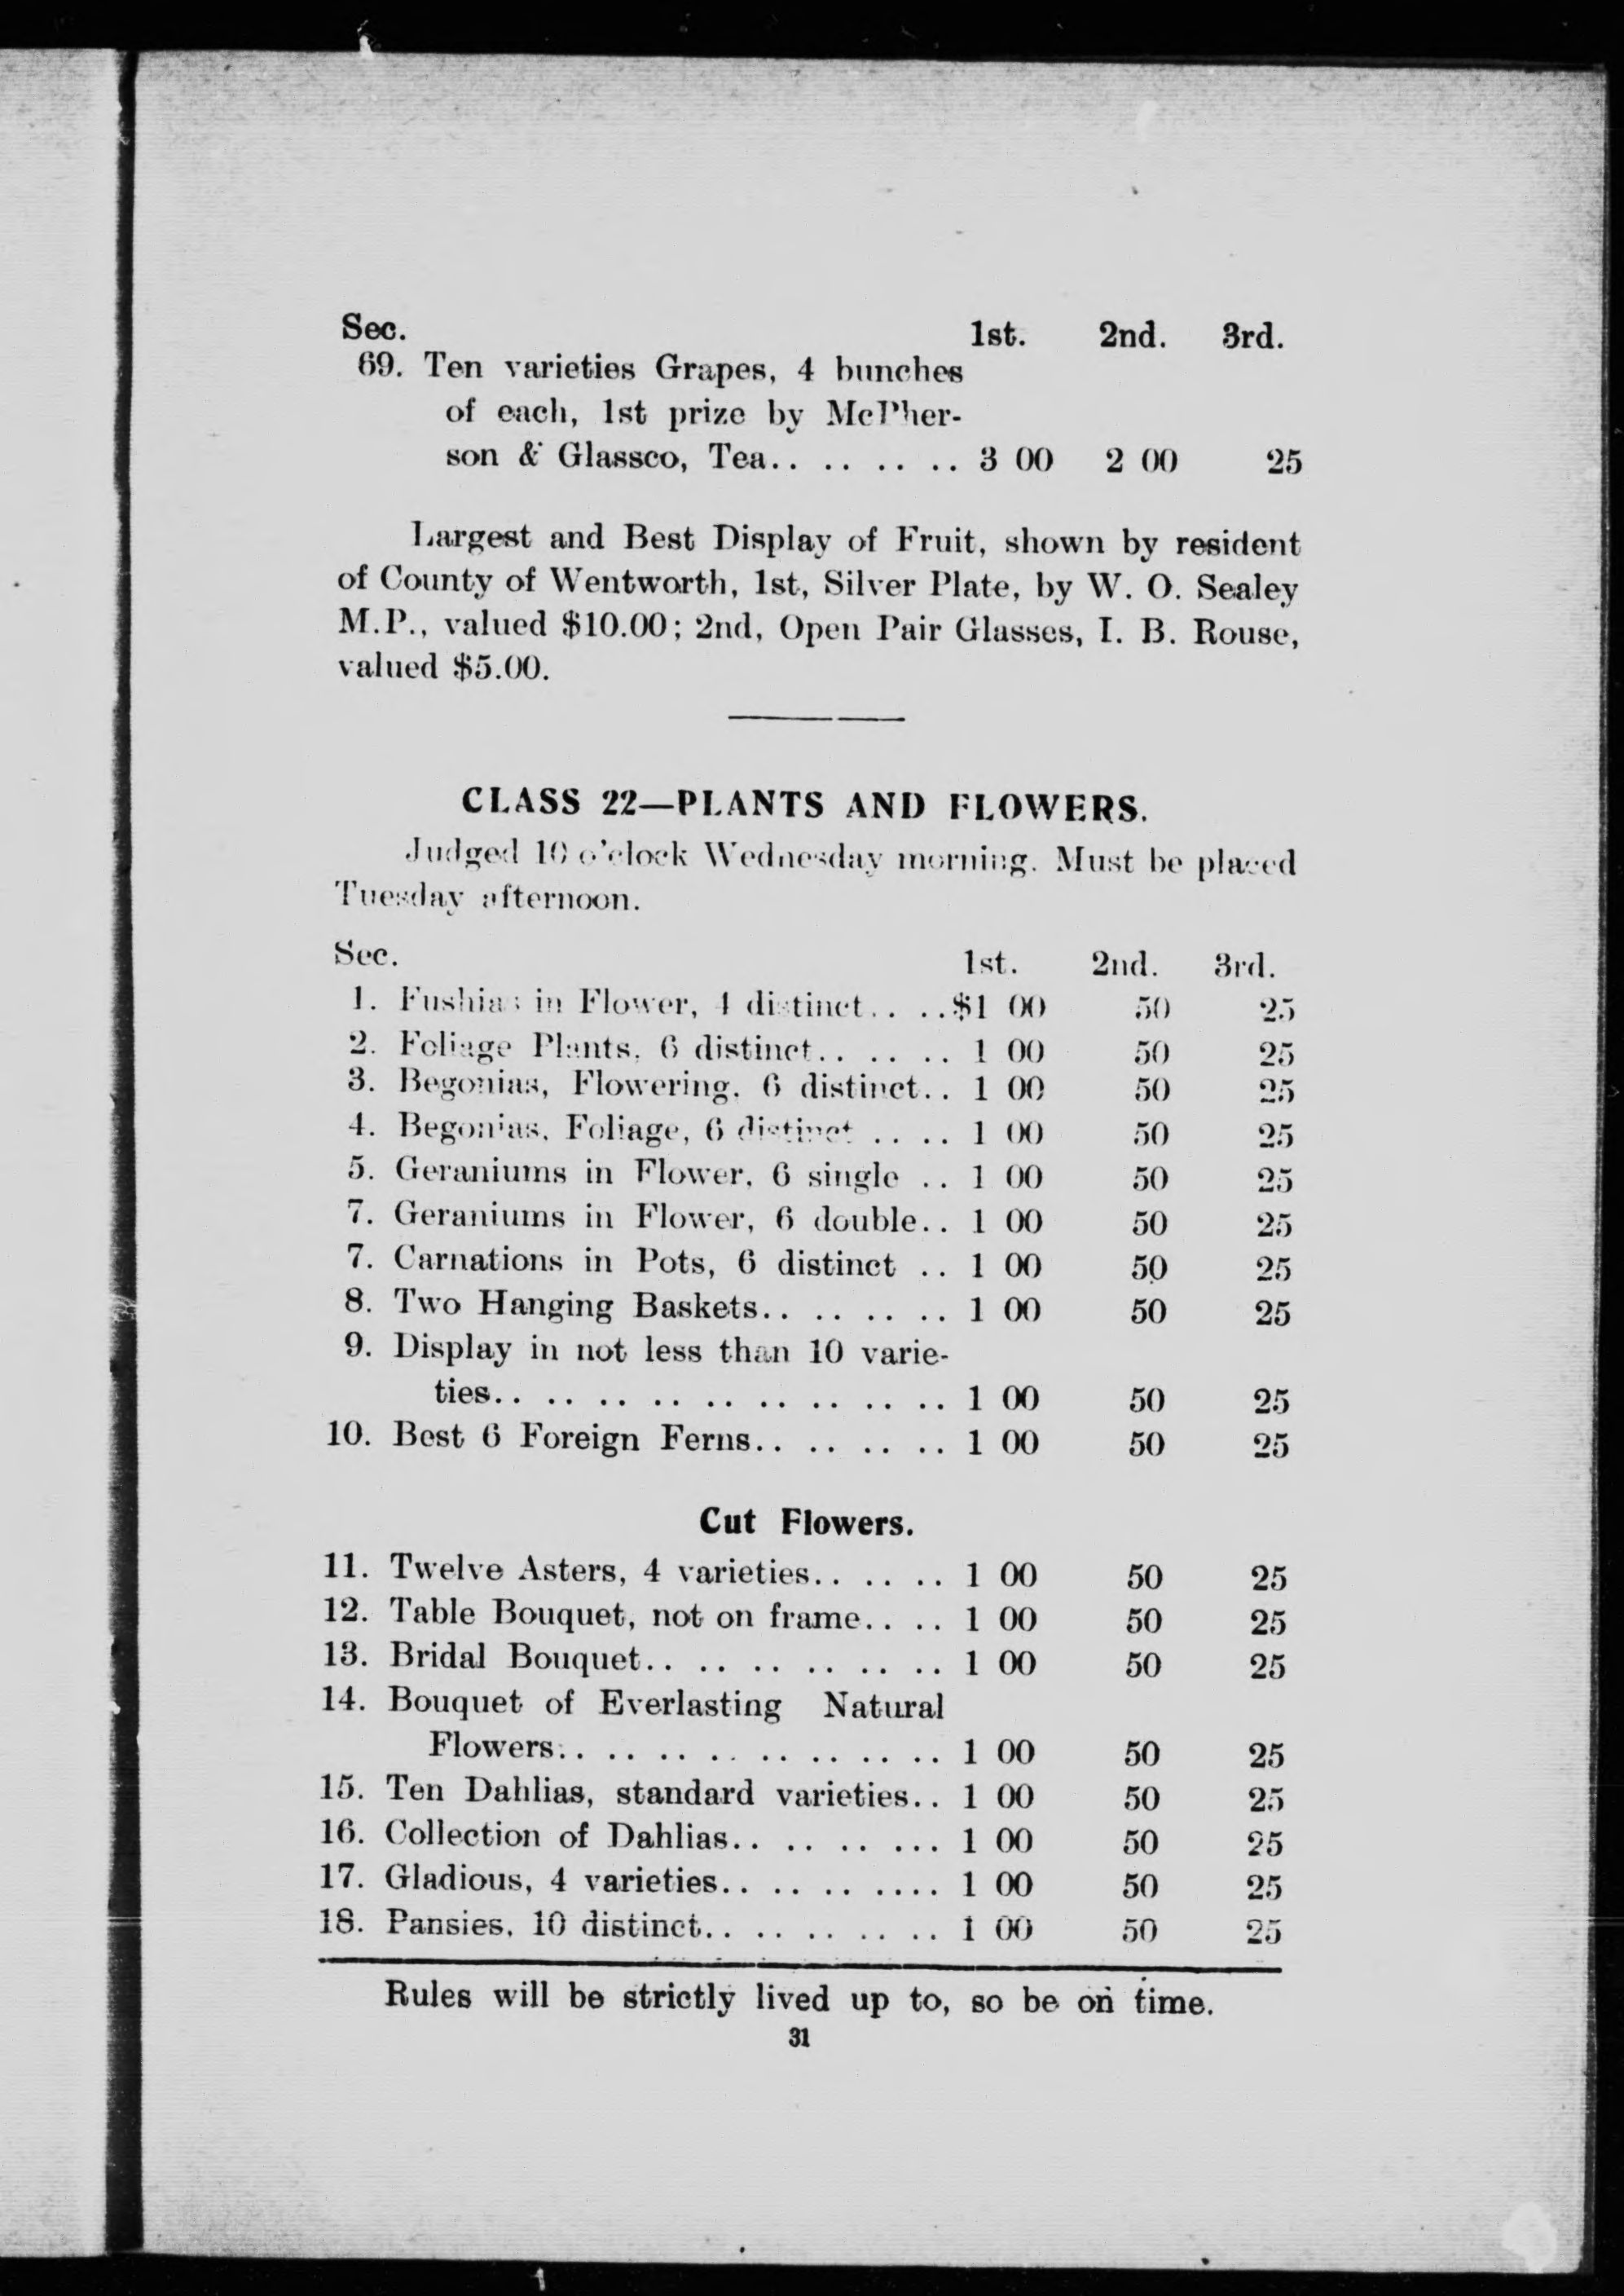 Sec. 1st. 2nd. 3rd.
69. Ten varieties Grapes, 4 bunches
of each, 1st prize by McPher-
son & Glassco, Tea.. .. .. .. 3 00 2 00 25
Largest and Best Display of Fruit, shown by resident
of County of Wentworth, 1st, Silver Plate, by W. O. Sealey
M.P., valued $10.00; 2nd, Open Pair Glasses, I. B. Rouse,
valued $5.00.
CLASS 22—PLANTS AND FLOWERS.
Judged 10 o'clock Wednesday morning. Must be placed
Tuesday afternoon.
Sec. 1st. 2nd. 3rd.
1. Fushias in Flower, 4 distinct.. ..$1 00 50 25
2. Foliage Plants, 6 distinct.. .. .. 1 00 50 25
3. Begonias, Flowering, 6 distinct.. 1 00 50 25
4. Begonias, Foliage, 6 distinct .. .. 1 00 50 25
5. Geraniums in Flower, 6 single .. 1 00 50 25
7. Geraniums in Flower, 6 double.. 1 00 50 25
7. Carnations in Pots, 6 distinct .. 1 00 50 25
8. Two Hanging Baskets.. .. .. .. 1 00 50 25
9. Display in not less than 10 varie-
ties.. .. .. .. .. .. .. .. .. 1 00 50 25
10. Best 6 Foreign Ferns.. .. .. .. 1 00 50 25
Cut Flowers.
11. Twelve Asters, 4 varieties.. .. .. 1 00 50 25
12. Table Bouquet, not on frame.. .. 1 00 50 25
13. Bridal Bouquet.. .. .. .. .. .. 1 00 50 25
14. Bouquet of Everlasting Natural
Flowers.. .. .. .. .. .. .. .. 1 00 50 25
15. Ten Dahlias, standard varieties.. 1 00 50 25
16. Collection of Dahlias.. .. .. ... 1 00 50 25
17. Gladious, 4 varieties.. .. .. .... 1 00 50 25
18. Pansies, 10 distinct.. .. .. .. .. 1 00 50 25
Rules will be strictly lived up to, so be on time.
31